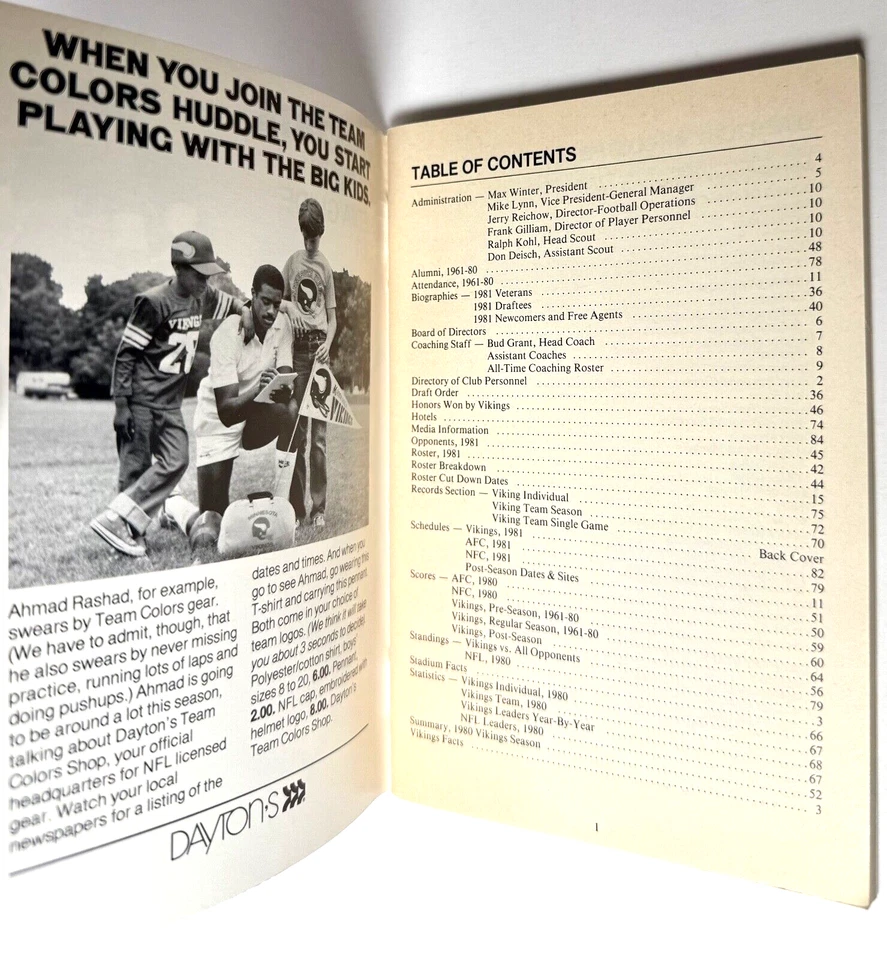 WHEN YOU JOIN THE TEAM
COLORS HUDDLE, YOU START
PLAYING WITH THE BIG KIDS.
VIKINGS
VIKINGS
Ahmad Rashad, for example,
swears by Team Colors gear.
(We have to admit, though, that
he also swears by never missing
practice, running lots of laps and
doing pushups.) Ahmad is going
to be around a lot this season,
talking about Dayton's Team
Colors Shop, your official
headquarters for NFL licensed
gear. Watch your local
newspapers for a listing of the
dates and times. And when you
go to see Ahmad, go wearing this
T-shirt and carrying this pennant.
Both come in your choice of
team logos. (We think it will take
you about 3 seconds to decide)
Polyester/cotton shirt, boys'
sizes 8 to 20, 6.00. Pennant,
2.00. NFL cap, embroidered with
helmet logo, 8.00. Dayton's
Team Colors Shop.
DAYTON'S
TABLE OF CONTENTS
Administration — Max Winter, President 4
Mike Lynn, Vice President-General Manager 5
Jerry Reichow, Director-Football Operations 10
Frank Gilliam, Director of Player Personnel 10
Ralph Kohl, Head Scout 10
Don Deisch, Assistant Scout 10
Alumni, 1961-80 48
Attendance, 1961-80 78
Biographies — 1981 Veterans 11
1981 Draftees 36
1981 Newcomers and Free Agents 40
Board of Directors 6
Coaching Staff — Bud Grant, Head Coach 7
Assistant Coaches 8
All-Time Coaching Roster 9
Directory of Club Personnel 2
Draft Order 36
Honors Won by Vikings 46
Hotels 74
Media Information 84
Opponents, 1981 45
Roster, 1981 42
Roster Breakdown 44
Roster Cut Down Dates 15
Records Section — Viking Individual 75
Viking Team Season 72
Viking Team Single Game 70
Schedules — Vikings, 1981 Back Cover
AFC, 1981 82
NFC, 1981 79
Post-Season Dates & Sites 11
Scores — AFC, 1980 51
NFC, 1980 50
Vikings, Pre-Season, 1961-80 59
Vikings, Regular Season, 1961-80 60
Vikings, Post-Season 64
Standings — Vikings vs. All Opponents 56
NFL, 1980 79
Stadium Facts 3
Statistics — Vikings Individual, 1980 66
Vikings Team, 1980 67
Vikings Leaders Year-By-Year 68
NFL Leaders, 1980 67
Summary, 1980 Vikings Season 52
Vikings Facts 3
1